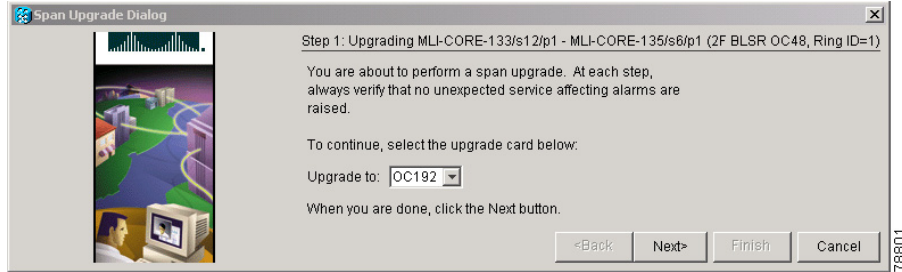 Span Upgrade Dialog
Step 1: Upgrading MLI-CORE-133/s12/p1 - MLI-CORE-135/s6/p1 (2F BLSR OC48, Ring ID=1)
You are about to perform a span upgrade. At each step,
always verify that no unexpected service affecting alarms are
raised.
To continue, select the upgrade card below:
Upgrade to: OC192
When you are done, click the Next button.
<Back Next> Finish Cancel
78801